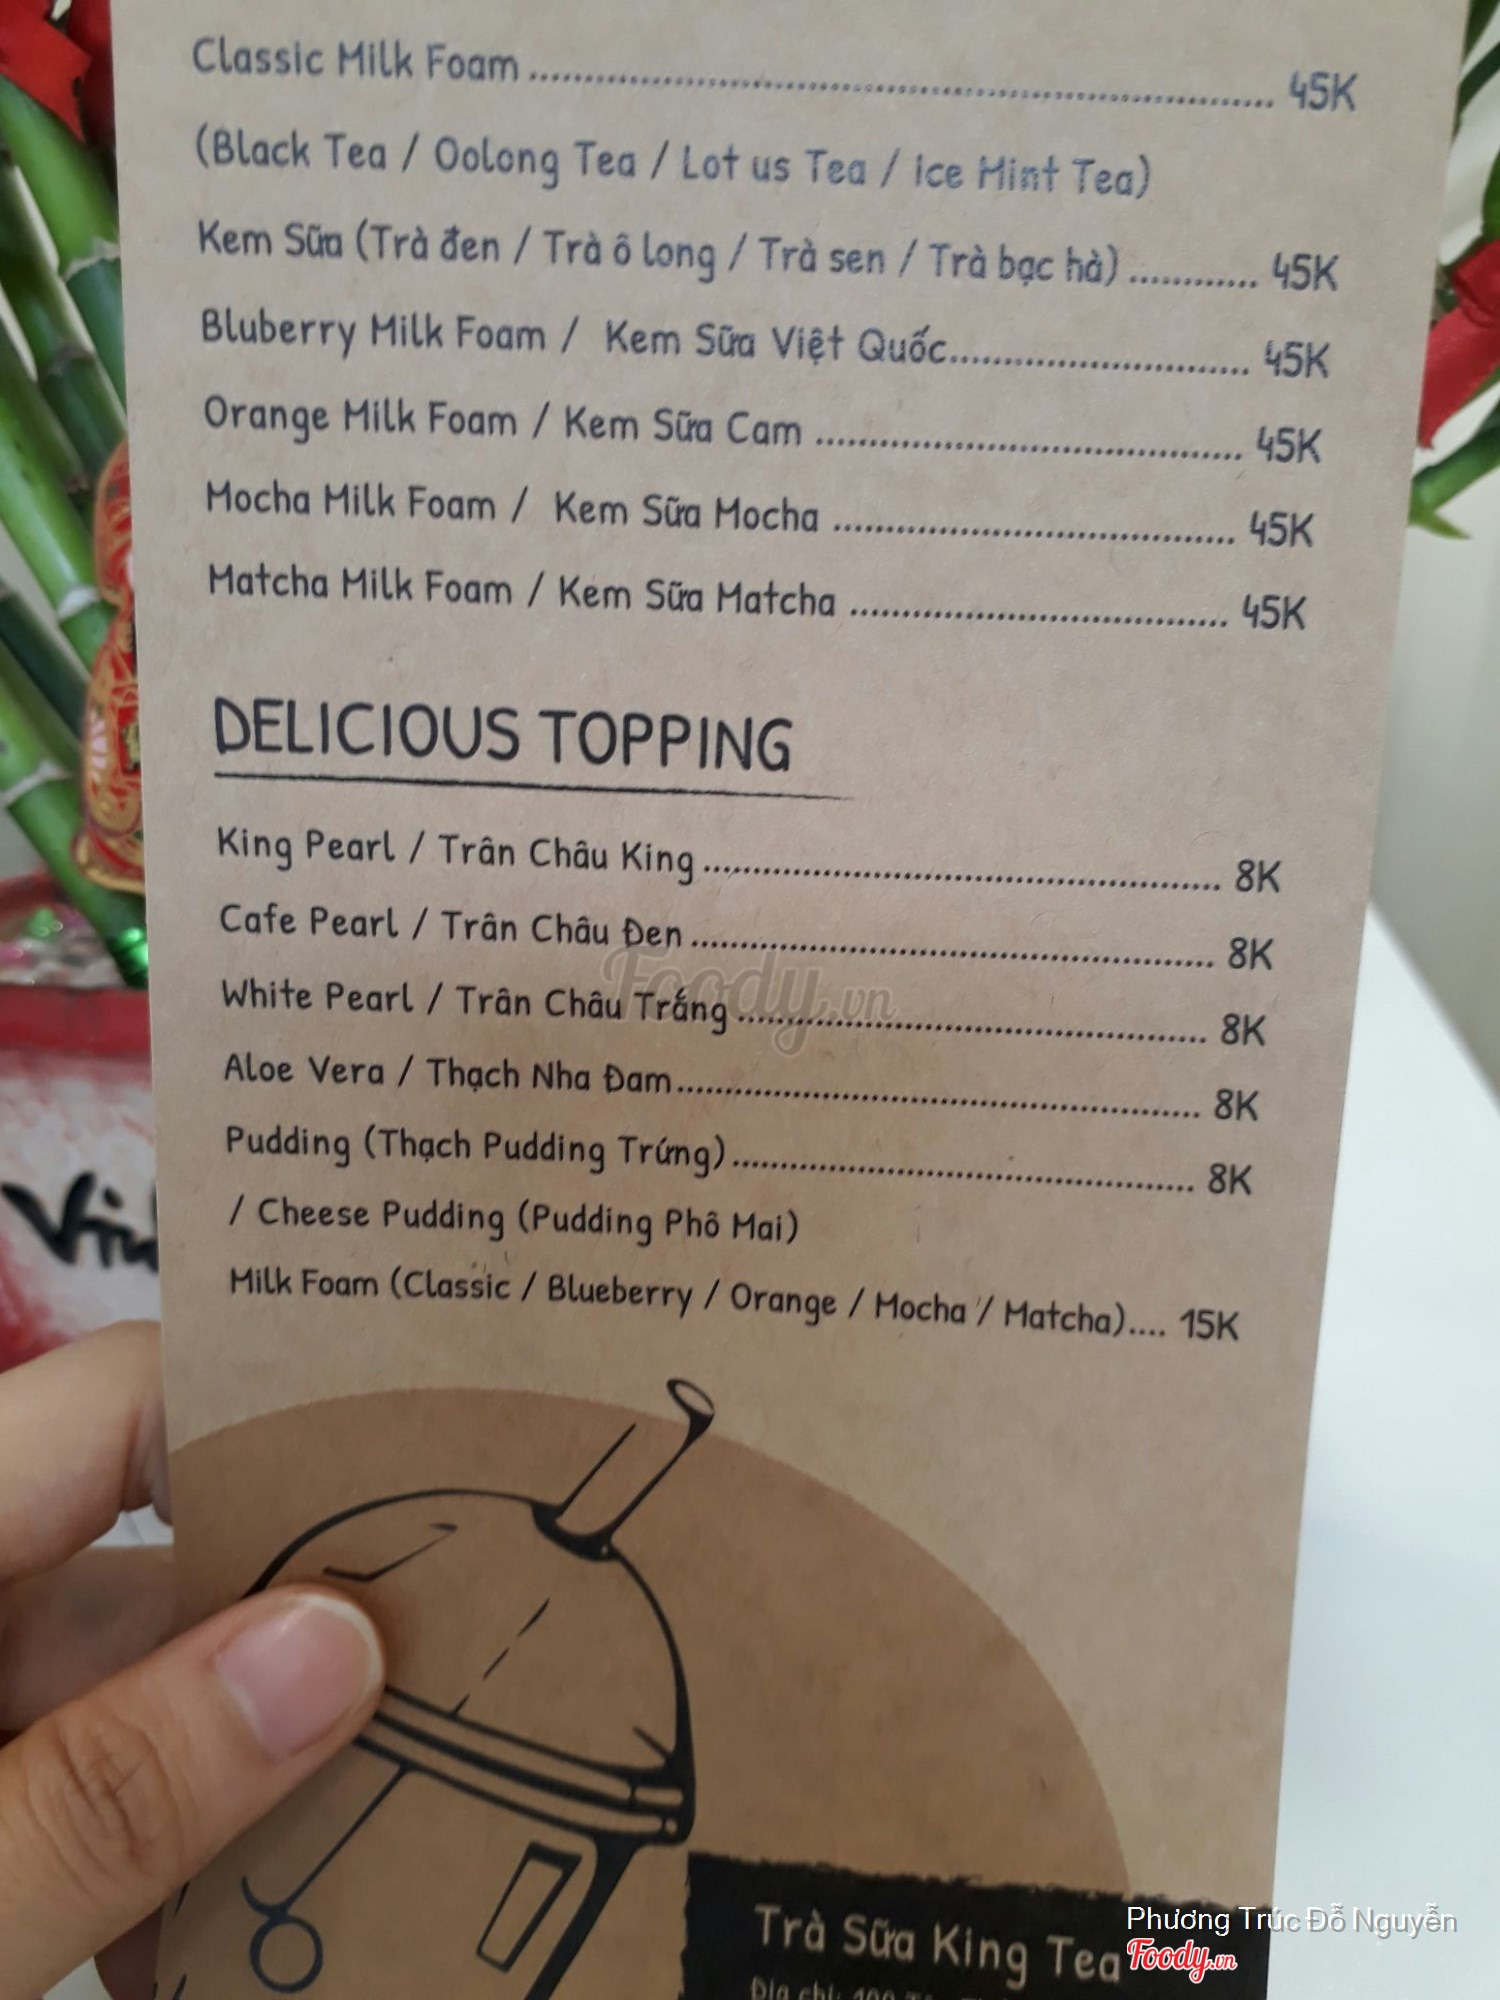 Classic Milk Foam .......... 45K
(Black Tea / Oolong Tea / Lot us Tea / ice Mint Tea)
Kem Sữa (Trà đen / Trà ô long / Trà sen / Trà bạc hà) .......... 45K
Bluberry Milk Foam / Kem Sữa Việt Quốc.......... 45K
Orange Milk Foam / Kem Sữa Cam .......... 45K
Mocha Milk Foam / Kem Sữa Mocha .......... 45K
Matcha Milk Foam / Kem Sữa Matcha .......... 45K
DELICIOUS TOPPING
King Pearl / Trân Châu King .......... 8K
Cafe Pearl / Trân Châu Đen .......... 8K
White Pearl / Trân Châu Trắng .......... 8K
Aloe Vera / Thạch Nha Đam.......... 8K
Pudding (Thạch Pudding Trứng) .......... 8K
/ Cheese Pudding (Pudding Phô Mai)
Milk Foam (Classic / Blueberry / Orange / Mocha / Matcha).... 15K
Foody.vn
Trà Sữa King Tea
Địa chỉ:
Phương Trúc Đỗ Nguyễn
Foody.vn